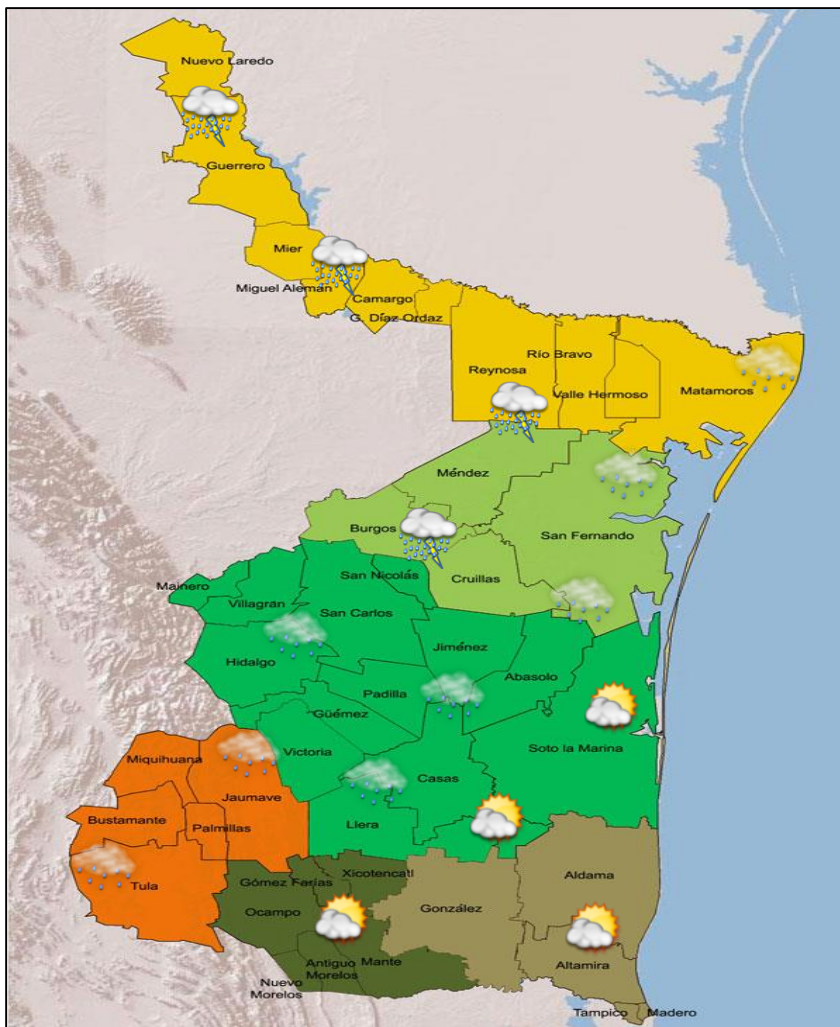 Nuevo Laredo
Guerrero
Mier
Miguel Alemán
Camargo
G. Díaz Ordaz
Río Bravo
Reynosa
Valle Hermoso
Matamoros
Méndez
Burgos
San Fernando
San Nicolás
Cruillas
Mainero
Villagrán
San Carlos
Jiménez
Hidalgo
Abasolo
Padilla
Güémez
Victoria
Soto la Marina
Miquihuana
Casas
Jaumave
Bustamante
Palmillas
Llera
Tula
Xicotencatl
Gómez Farías
Aldama
Ocampo
González
Antiguo
Morelos
Mante
Altamira
Nuevo
Morelos
Tampico
Madero